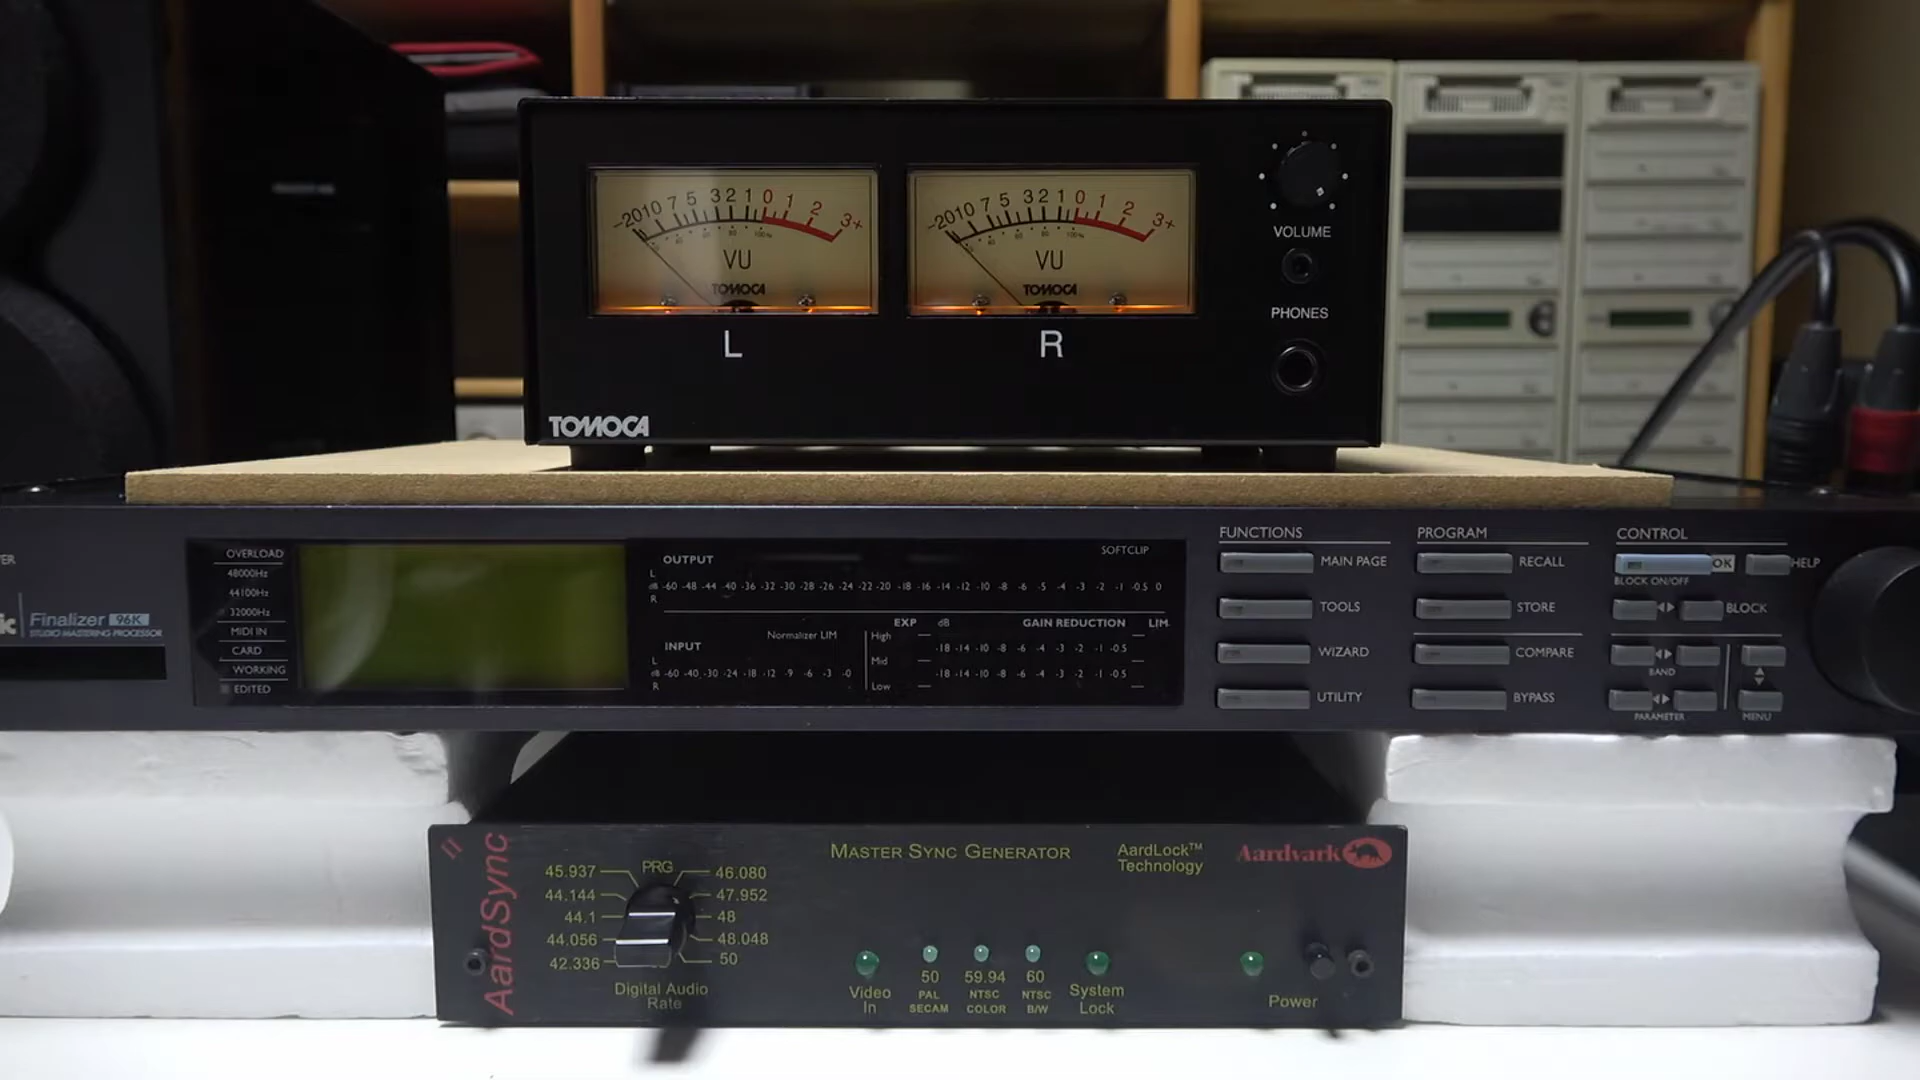 -20 10 7 5 3 2 1 0 1 2 3+
VU
TOMOCA
L
-20 10 7 5 3 2 1 0 1 2 3+
VU
TOMOCA
R
VOLUME
PHONES
TOMOCA
Finalizer 96K
STUDIO MASTERING PROCESSOR
OVERLOAD
48000Hz
44100Hz
32000Hz
MIDI IN
CARD
WORKING
EDITED
OUTPUT
SOFTCLIP
L
dB -60 -48 -44 -40 -36 -32 -30 -28 -26 -24 -22 -20 -18 -16 -14 -12 -10 -8 -6 -5 -4 -3 -2 -1 -0.5 0
R
INPUT
Normalizer LIM
L
dB -60 -40 -30 -24 -18 -12 -9 -6 -3 -0
R
EXP dB GAIN REDUCTION LIM
High
-18 -14 -10 -8 -6 -4 -3 -2 -1 -0.5
Mid
-18 -14 -10 -8 -6 -4 -3 -2 -1 -0.5
Low
FUNCTIONS
MAIN PAGE
TOOLS
WIZARD
UTILITY
PROGRAM
RECALL
STORE
COMPARE
BYPASS
CONTROL
OK
HELP
BLOCK ON/OFF
BLOCK
BAND
PARAMETER
MENU
AardSync
PRG
45.937
44.144
44.1
44.056
42.336
46.080
47.952
48
48.048
50
Digital Audio
Rate
MASTER SYNC GENERATOR
AardLock™
Technology
Aardvark
Video
In
50
PAL
SECAM
59.94
NTSC
COLOR
60
NTSC
B/W
System
Lock
Power